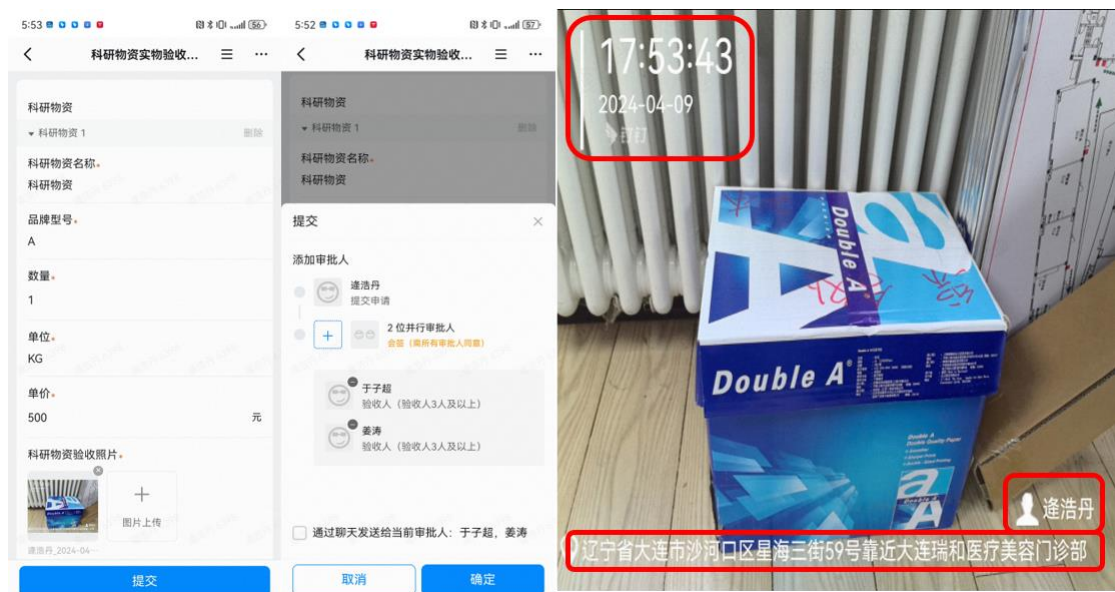 5:53
56
科研物资实物验收...
科研物资
科研物资 1
删除
科研物资名称*
科研物资
品牌型号*
A
数量*
1
单位*
KG
单价*
500
元
科研物资验收照片*
图片上传
逄浩丹_2024-04-...
提交
5:52
57
科研物资实物验收...
科研物资
科研物资 1
删除
科研物资名称*
科研物资
提交
添加审批人
逄浩丹
提交申请
2 位并行审批人
会签（需所有审批人同意）
于子超
验收人（验收人3人及以上）
姜涛
验收人（验收人3人及以上）
通过聊天发送给当前审批人：于子超，姜涛
取消
确定
17:53:43
2024-04-09
钉钉
Double A
Double A
Double A
Double Quality Paper
逄浩丹
辽宁省大连市沙河口区星海三街59号靠近大连瑞和医疗美容门诊部